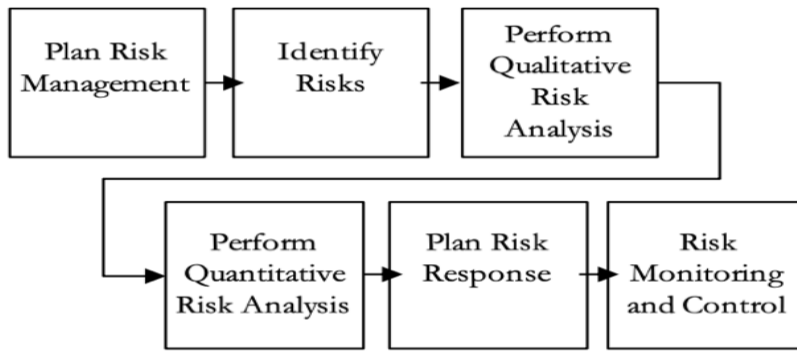 Plan Risk
Management
Identify
Risks
Perform
Qualitative
Risk
Analysis
Perform
Quantitative
Risk Analysis
Plan Risk
Response
Risk
Monitoring
and Control